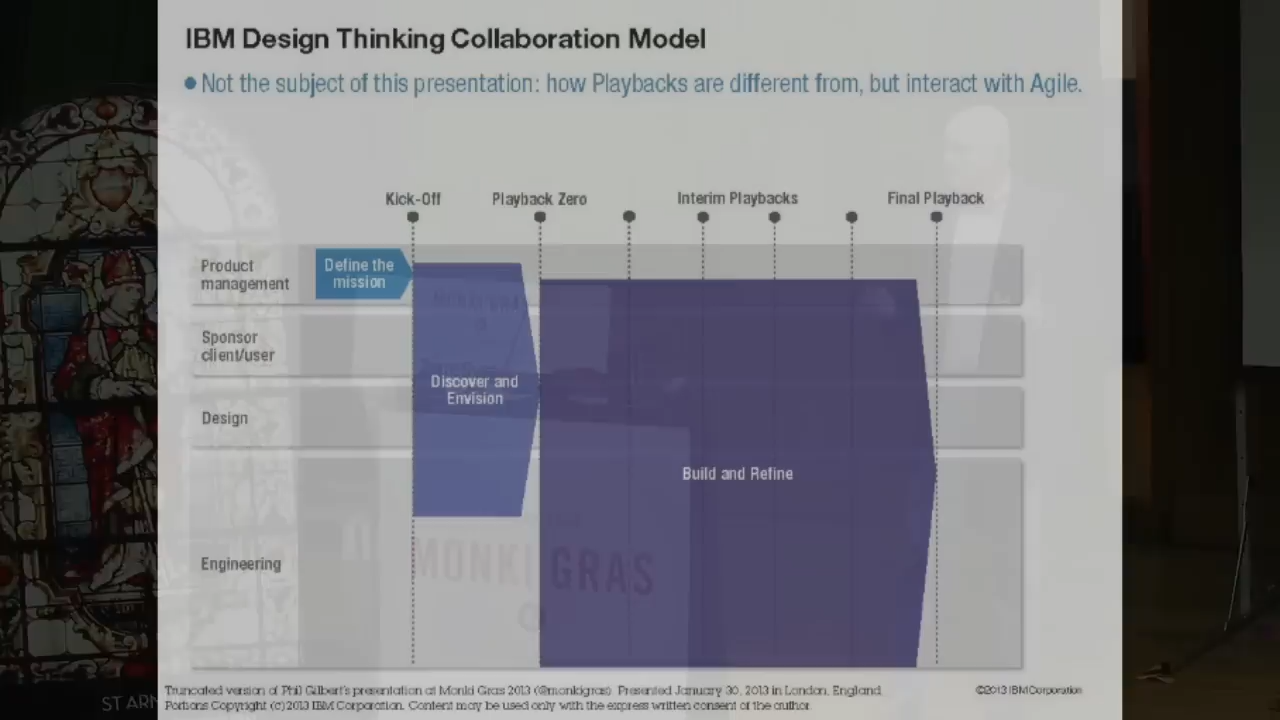 IBM Design Thinking Collaboration Model
Not the subject of this presentation: how Playbacks are different from, but interact with Agile.
Kick-Off
Playback Zero
Interim Playbacks
Final Playback
Product
management
Define the
mission
Sponsor
client/user
Discover and
Envision
Design
Build and Refine
Engineering
MONKI GRAS
Truncated version of Phil Gilbert's presentation at Monki Gras 2013 (@monkigras). Presented January 30, 2013 in London, England.
Portions Copyright (c) 2013 IBM Corporation. Content may be used only with the express written consent of the author.
©2013 IBM Corporation